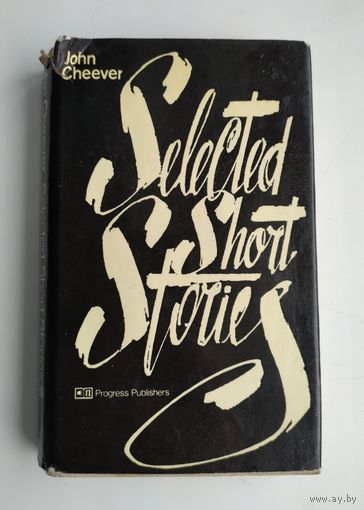 John
Cheever
Selected
Short
Stories
Progress Publishers
www.ay.by